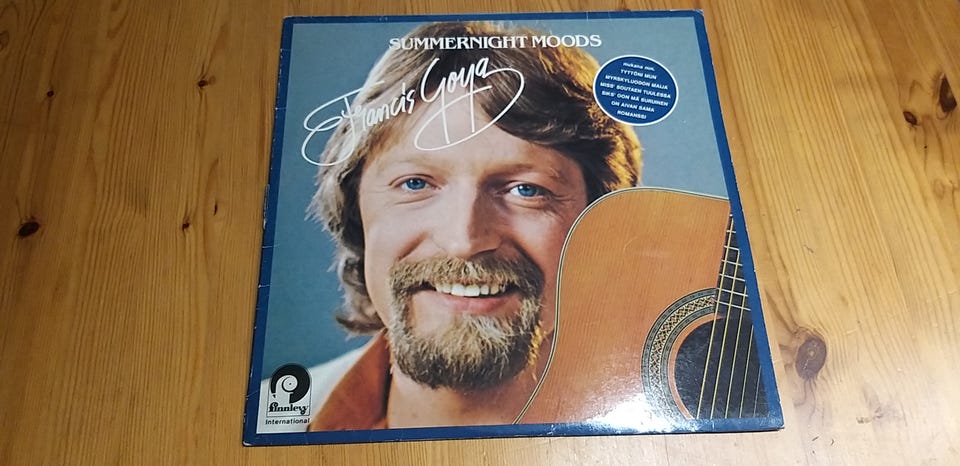 SUMMERNIGHT MOODS
Francis Goya
mukana mm.
TYTTÖNI MUN
MYRSKYLUODON MAIJA
MISS' SOUTAEN TUULESSA
SIKS' OON MÄ SURUINEN
ON AIVAN SAMA
ROMANSSI
finnlevy
International